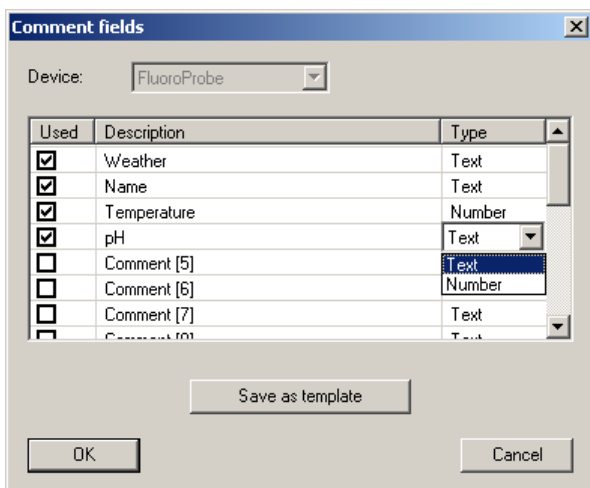 Comment fields
Device: FluoroProbe
Used Description Type
Weather Text
Name Text
Temperature Number
pH Text
Comment [5] Text
Comment [6] Number
Comment [7] Text
Save as template
OK Cancel